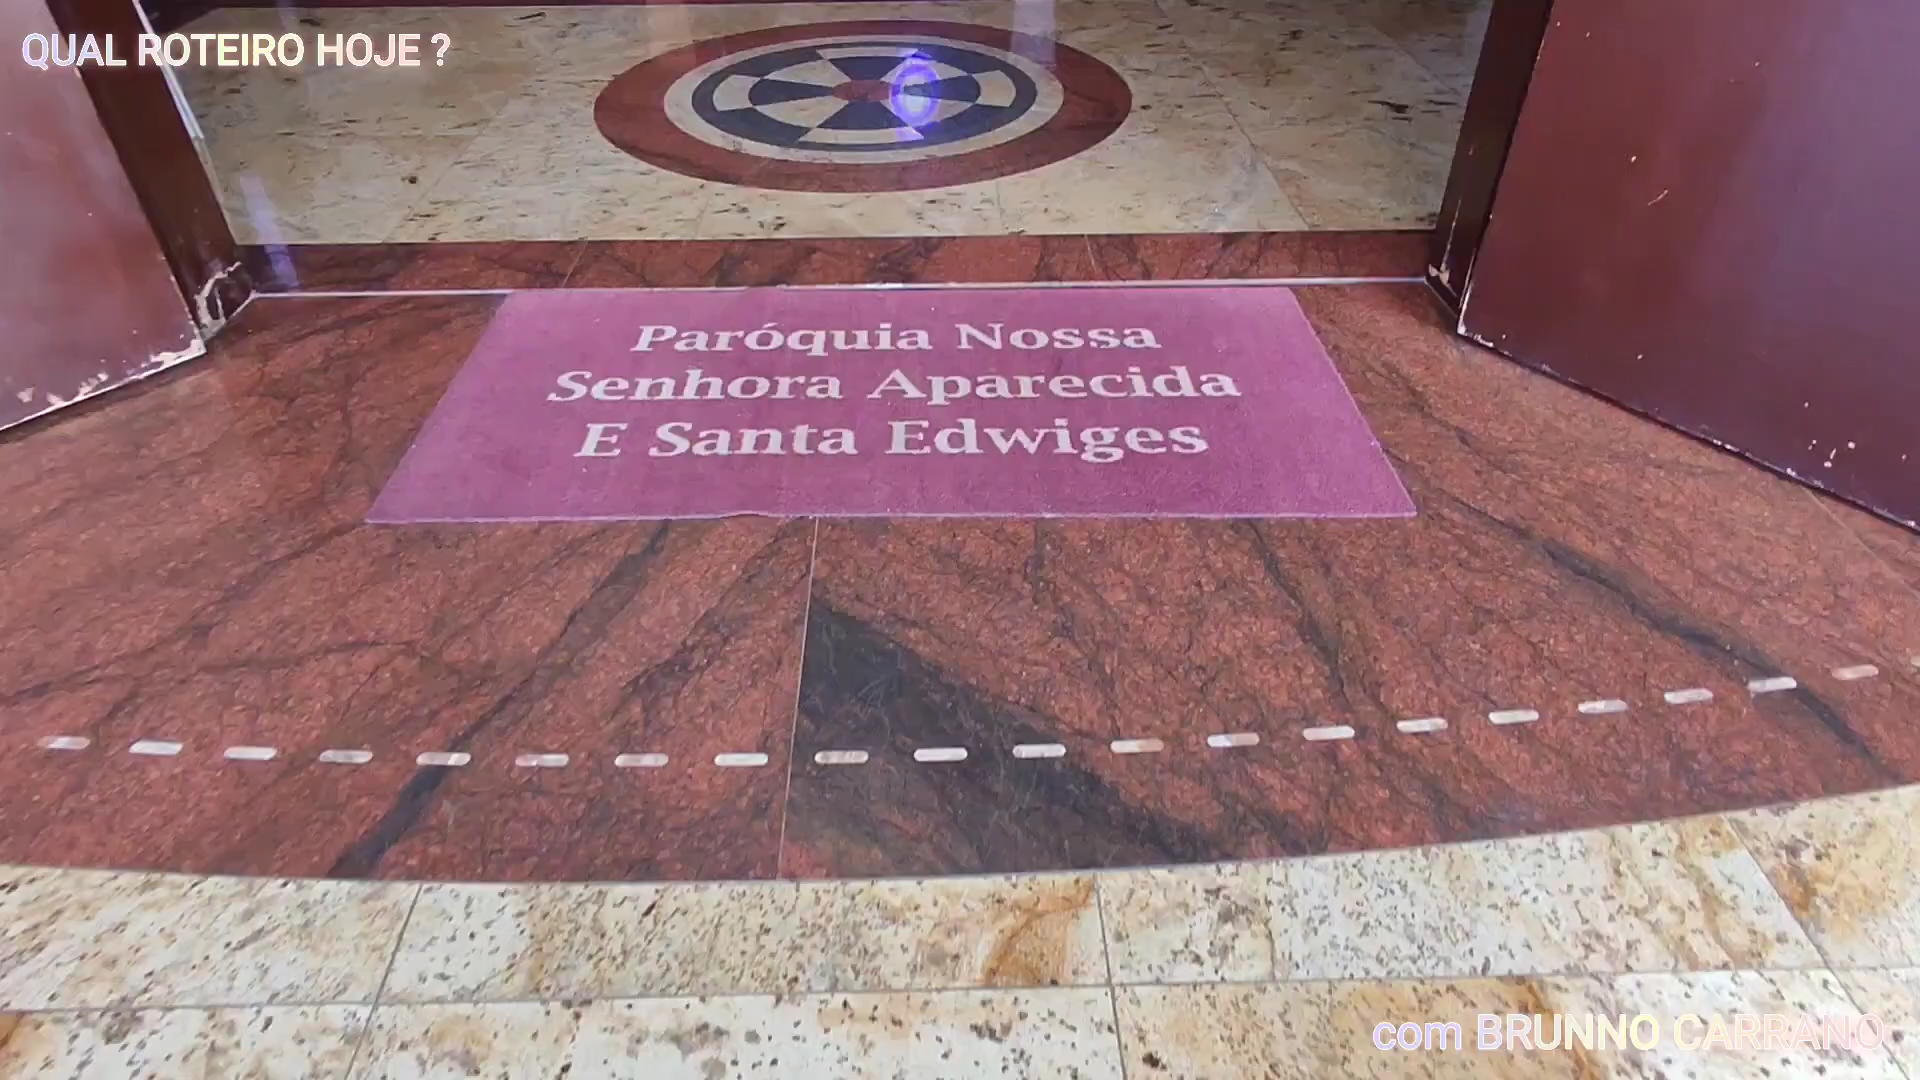 QUAL ROTEIRO HOJE ?
Paróquia Nossa
Senhora Aparecida
E Santa Edwiges
com BRUNNO CARRANO